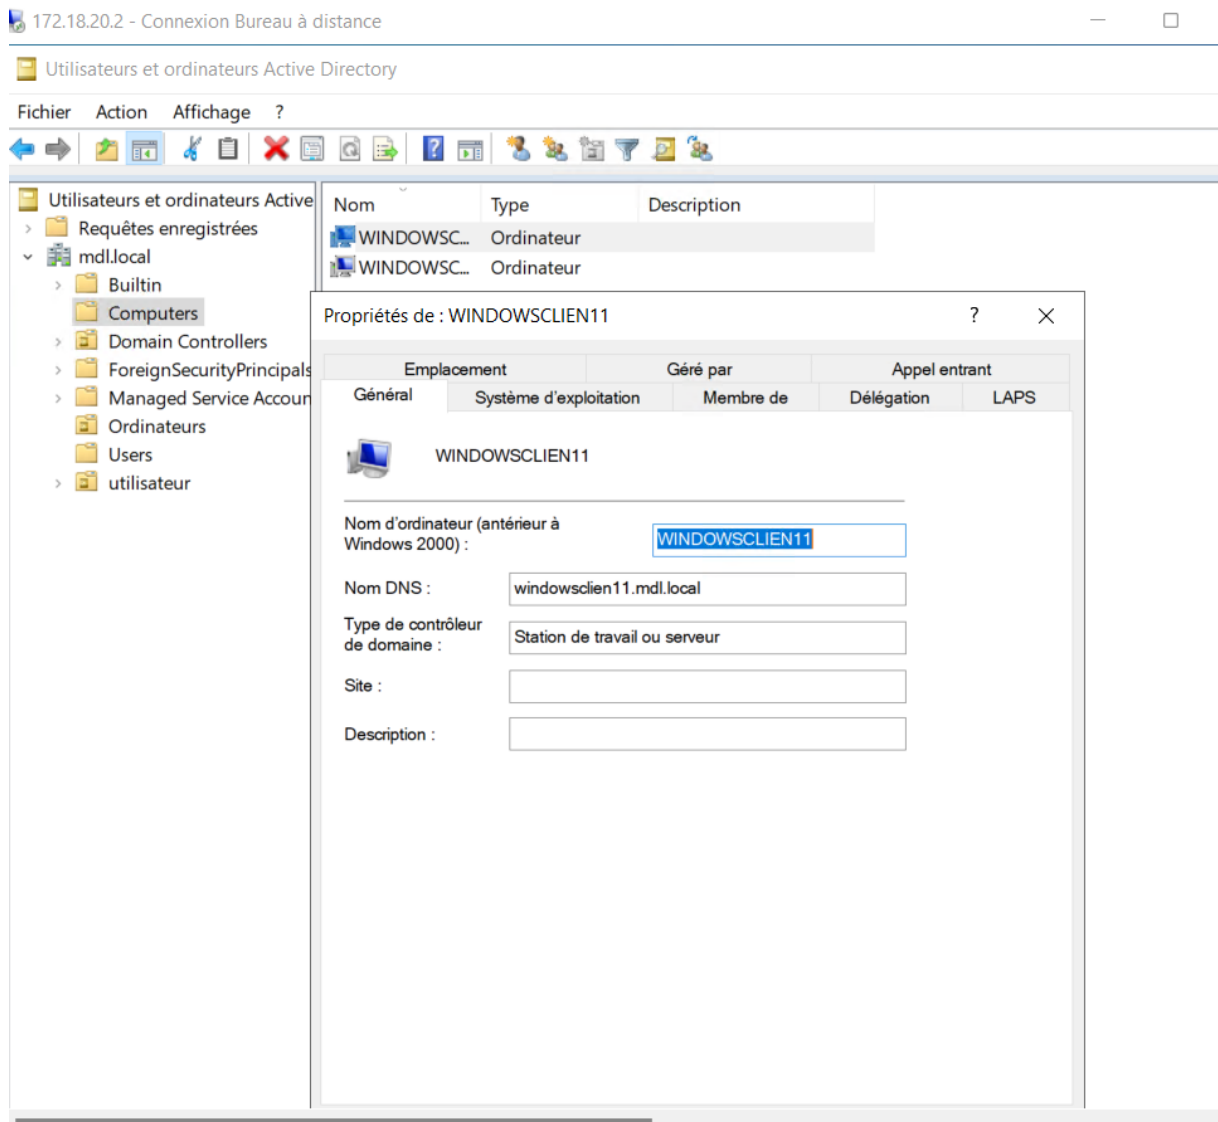 172.18.20.2 - Connexion Bureau à distance
Utilisateurs et ordinateurs Active Directory
Fichier Action Affichage ?
Utilisateurs et ordinateurs Active
Requêtes enregistrées
mdl.local
Builtin
Computers
Domain Controllers
ForeignSecurityPrincipals
Managed Service Accoun
Ordinateurs
Users
utilisateur
Nom Type Description
WINDOWSC... Ordinateur
WINDOWSC... Ordinateur
Propriétés de : WINDOWSCLIEN11 ?
Emplacement Géré par Appel entrant
Général Système d'exploitation Membre de Délégation LAPS
WINDOWSCLIEN11
Nom d'ordinateur (antérieur à
Windows 2000) :
WINDOWSCLIEN11
Nom DNS : windowsclien11.mdl.local
Type de contrôleur
de domaine :
Station de travail ou serveur
Site :
Description :